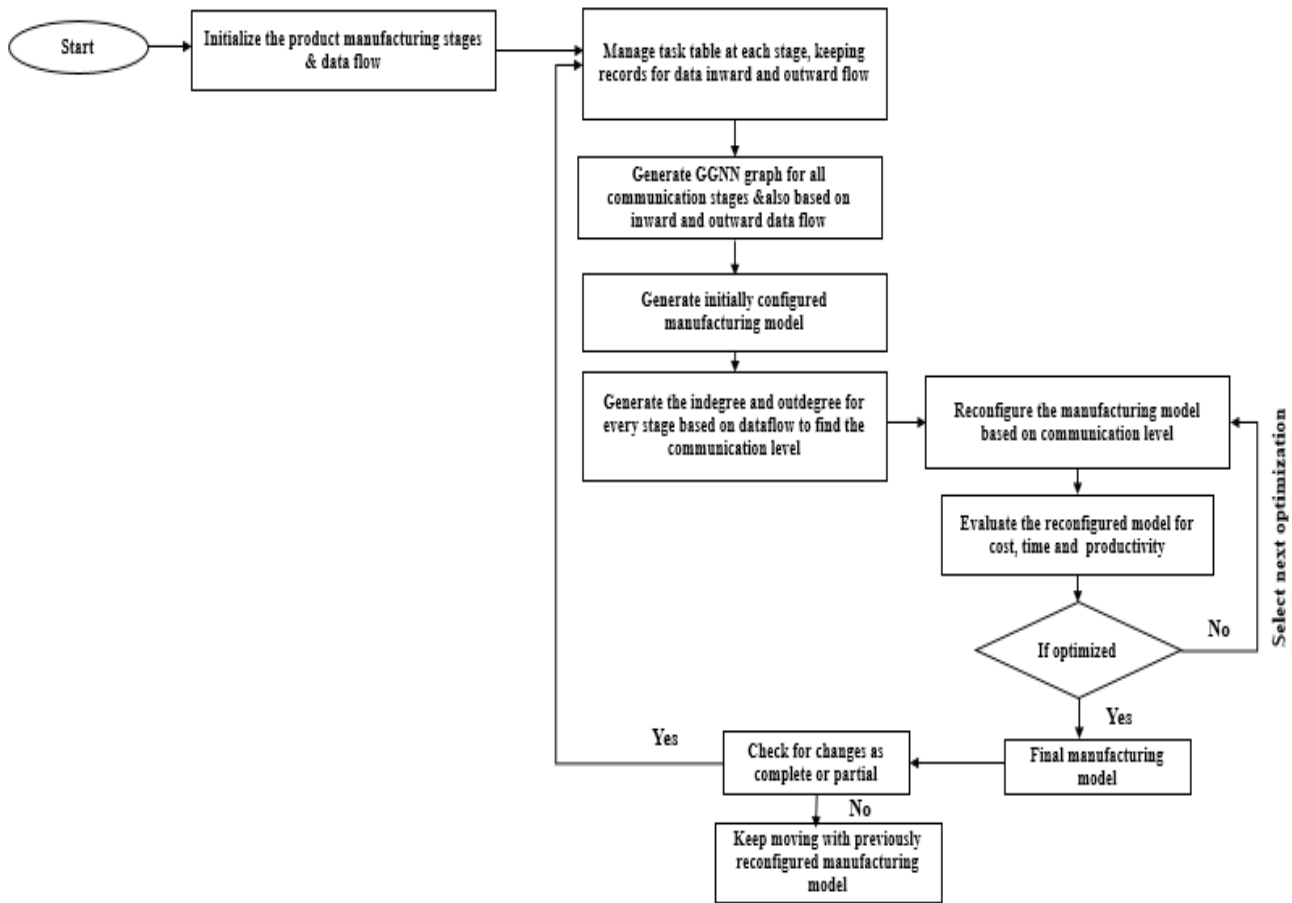 Start
Initialize the product manufacturing stages
& data flow
Manage task table at each stage, keeping
records for data inward and outward flow
Generate GGNN graph for all
communication stages &also based on
inward and outward data flow
Generate initially configured
manufacturing model
Generate the indegree and outdegree for
every stage based on dataflow to find the
communication level
Reconfigure the manufacturing model
based on communication level
Evaluate the reconfigured model for
cost, time and productivity
If optimized
No
Select next optimization
Yes
Final manufacturing
model
Check for changes as
complete or partial
Yes
No
Keep moving with previously
reconfigured manufacturing
model